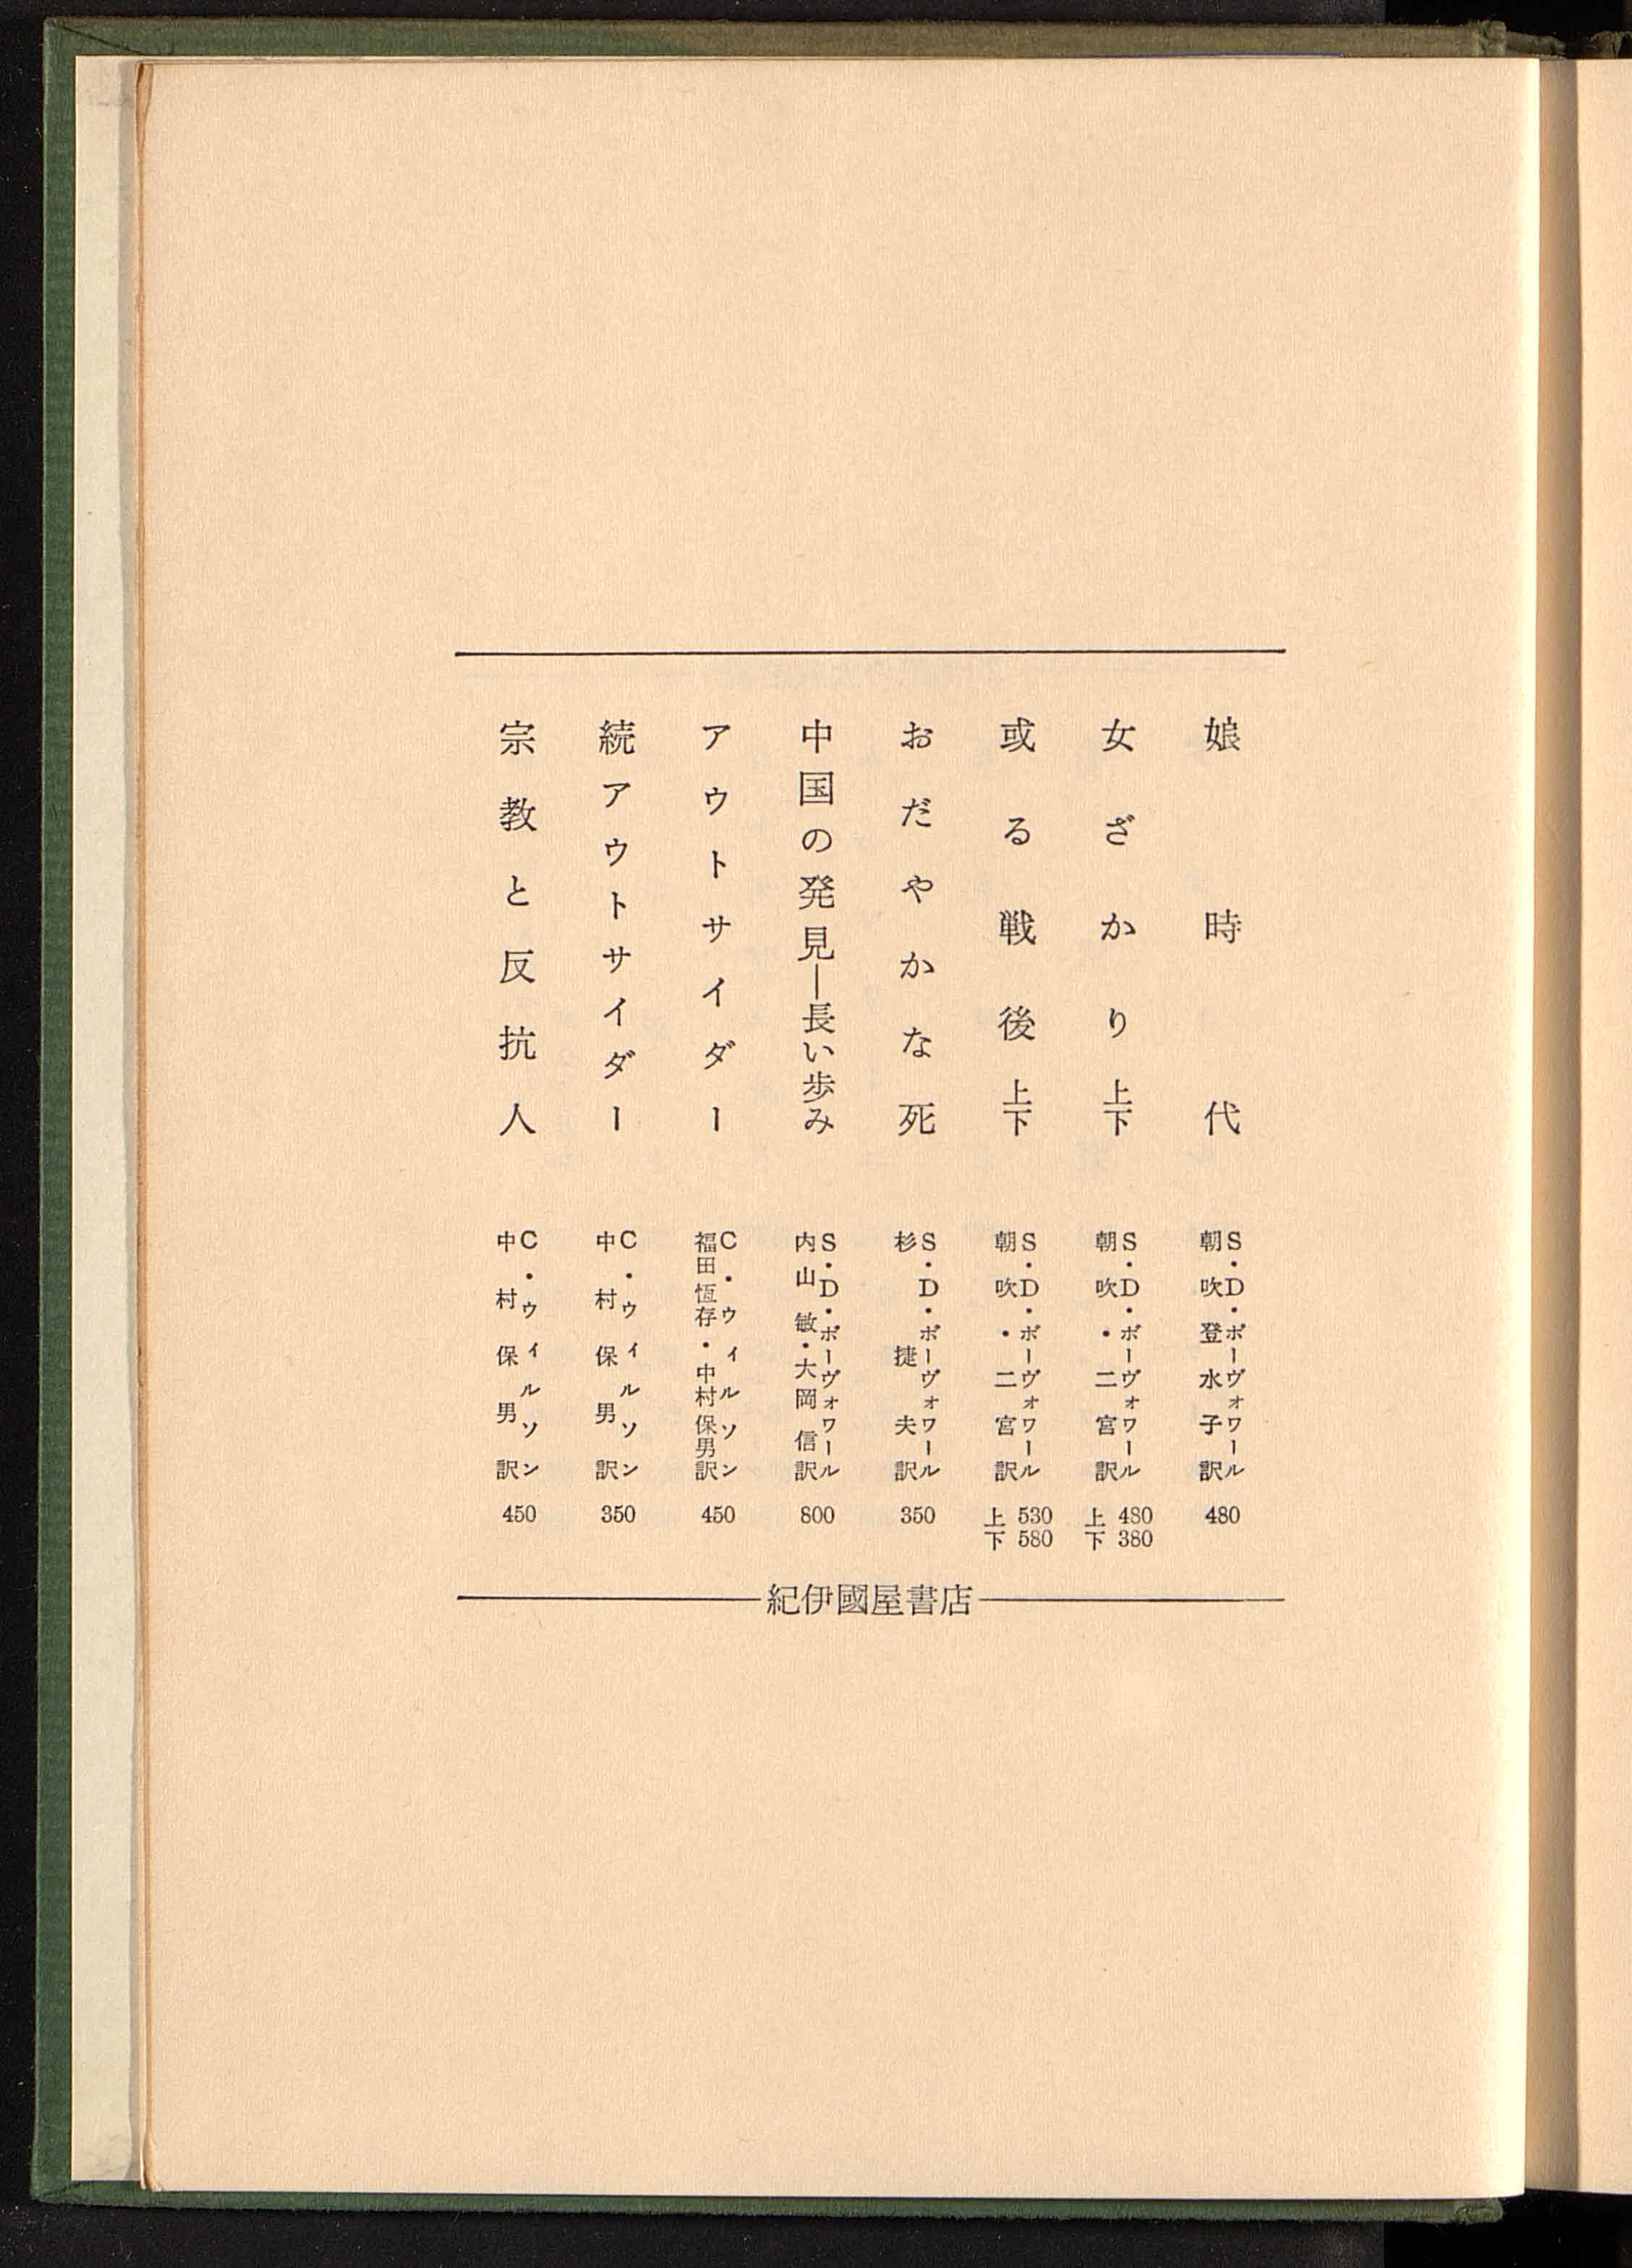 娘時代
S・D・ボーヴォワール
朝吹登水子訳
480
女ざかり 上下
S・D・ボーヴォワール
朝吹・二宮訳
上 480
下 380
或る戦後 上下
S・D・ボーヴォワール
朝吹・二宮訳
上 530
下 580
おだやかな死
S・D・ボーヴォワール
杉捷夫訳
350
中国の発見―長い歩み
S・D・ボーヴォワール
内山敏・大岡信訳
800
アウトサイダー
C・ウィルソン
福田恆存・中村保男訳
450
続アウトサイダー
C・ウィルソン
中村保男訳
350
宗教と反抗人
C・ウィルソン
中村保男訳
450
紀伊國屋書店